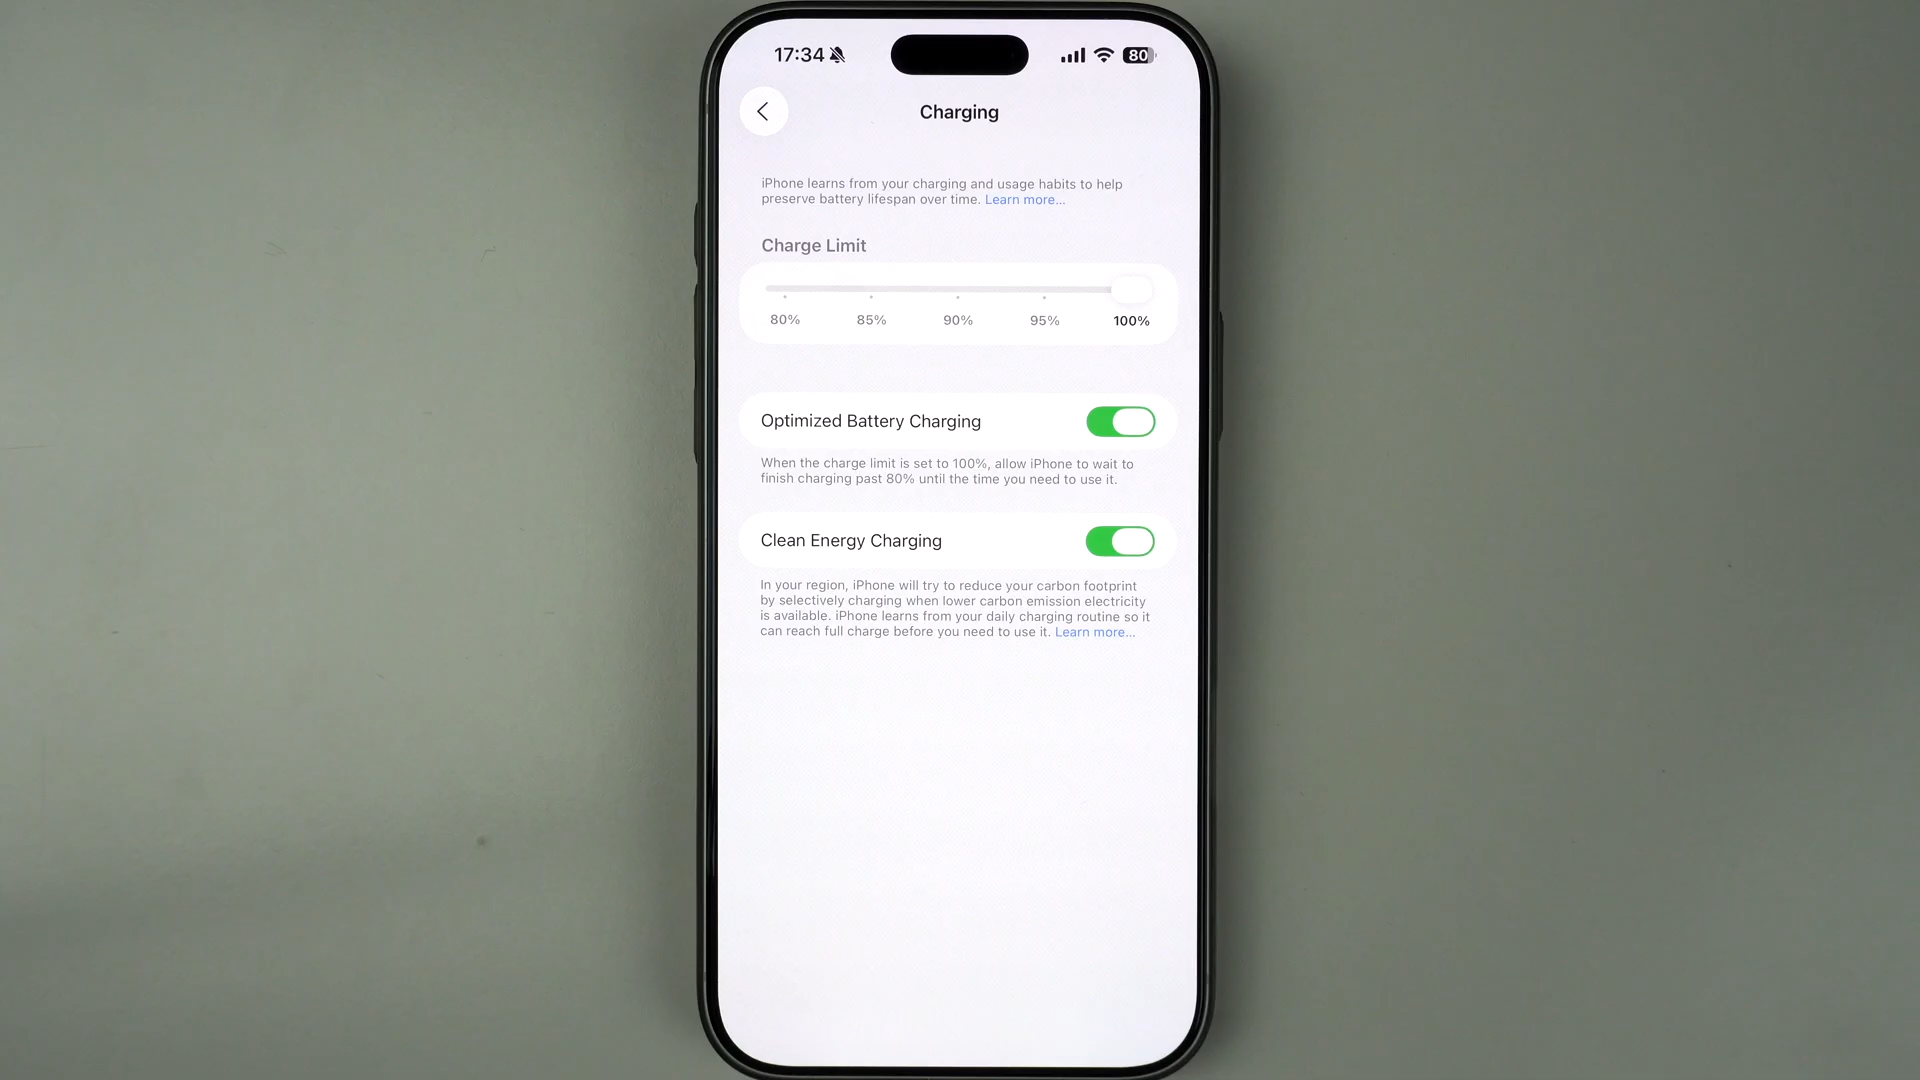 17:34
80
Charging
iPhone learns from your charging and usage habits to help
preserve battery lifespan over time. Learn more...
Charge Limit
80% 85% 90% 95% 100%
Optimized Battery Charging
When the charge limit is set to 100%, allow iPhone to wait to
finish charging past 80% until the time you need to use it.
Clean Energy Charging
In your region, iPhone will try to reduce your carbon footprint
by selectively charging when lower carbon emission electricity
is available. iPhone learns from your daily charging routine so it
can reach full charge before you need to use it. Learn more...